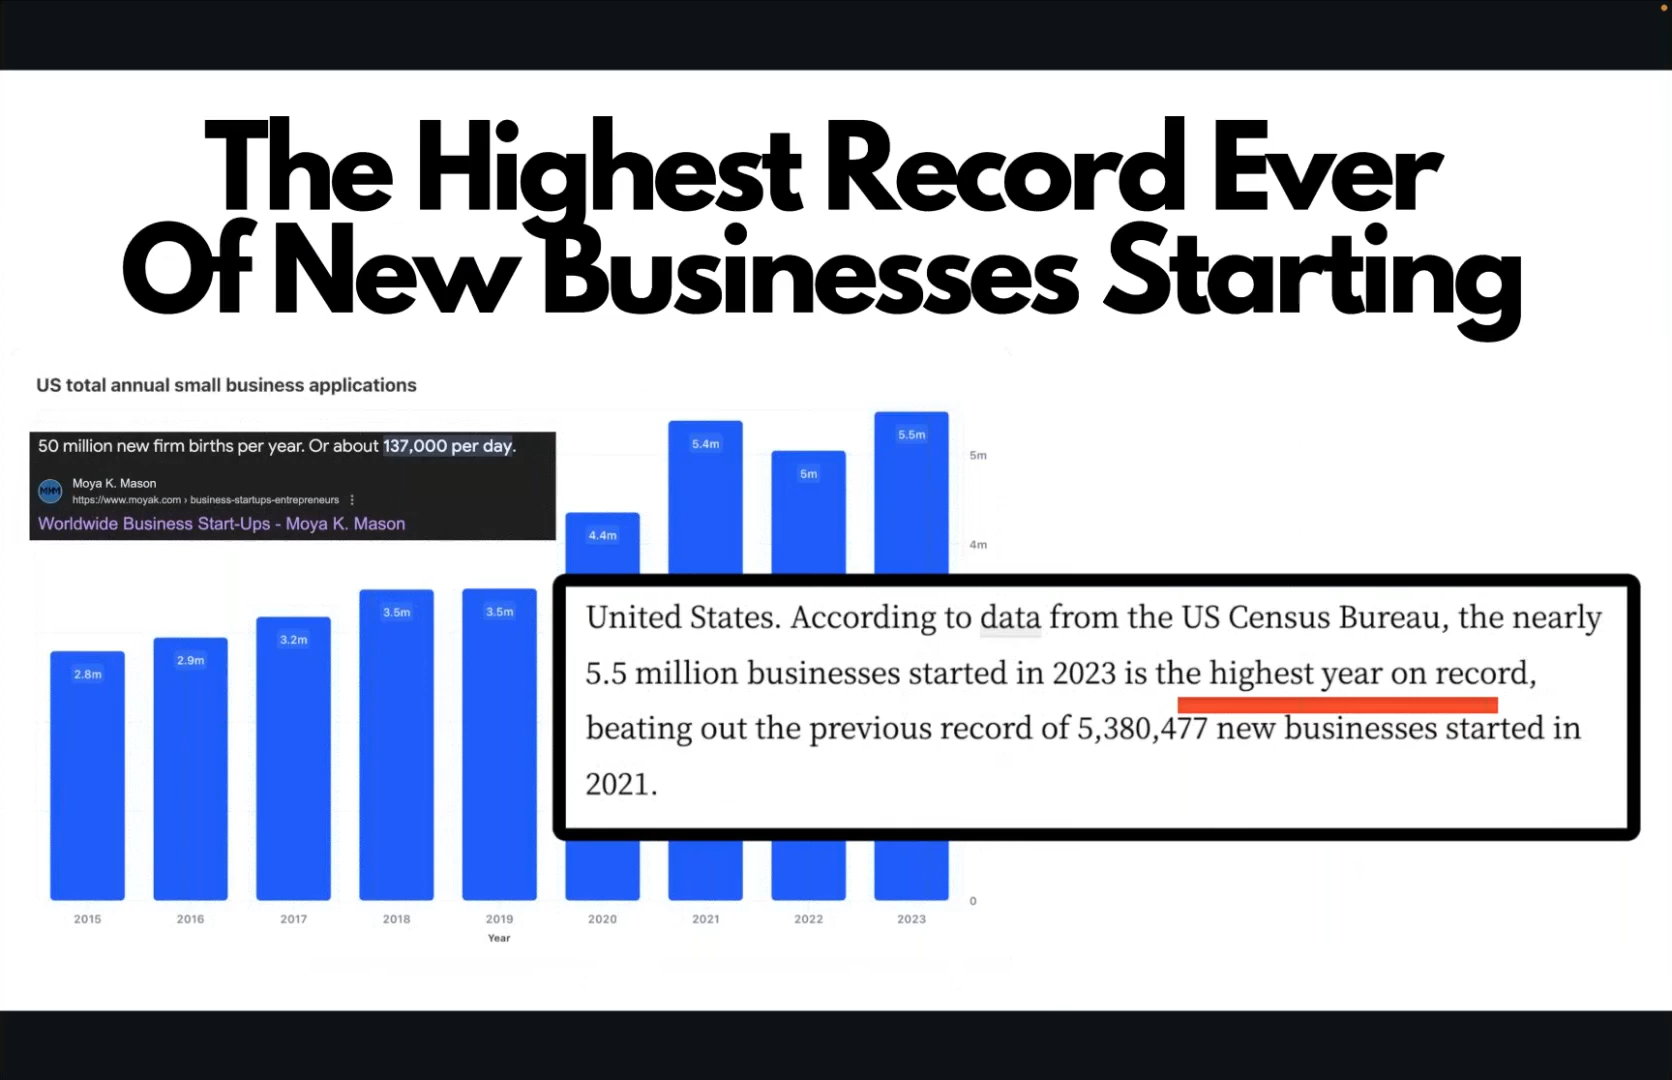 The Highest Record Ever
Of New Businesses Starting
US total annual small business applications
50 million new firm births per year. Or about 137,000 per day.
MKM
Moya K. Mason
https://www.moyak.com › business-startups-entrepreneurs
Worldwide Business Start-Ups - Moya K. Mason
2.8m
2.9m
3.2m
3.5m
3.5m
4.4m
5.4m
5m
5.5m
5m
4m
0
United States. According to data from the US Census Bureau, the nearly
5.5 million businesses started in 2023 is the highest year on record,
beating out the previous record of 5,380,477 new businesses started in
2021.
2015 2016 2017 2018 2019 2020 2021 2022 2023
Year